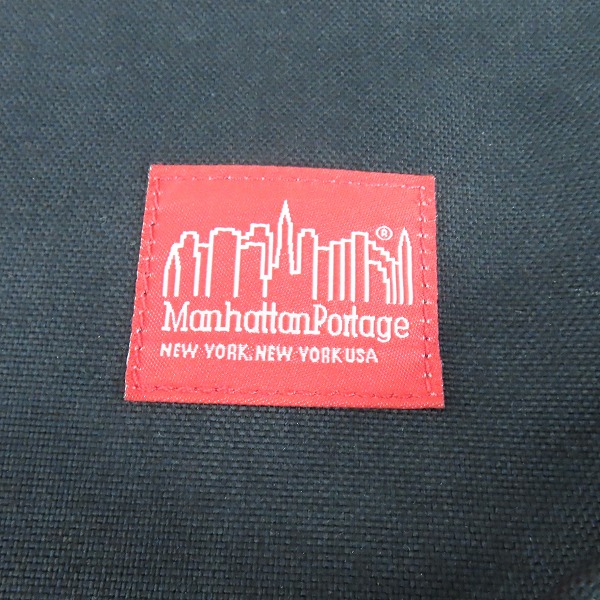 ®
ManhattanPortage
NEW YORK. NEW YORK USA